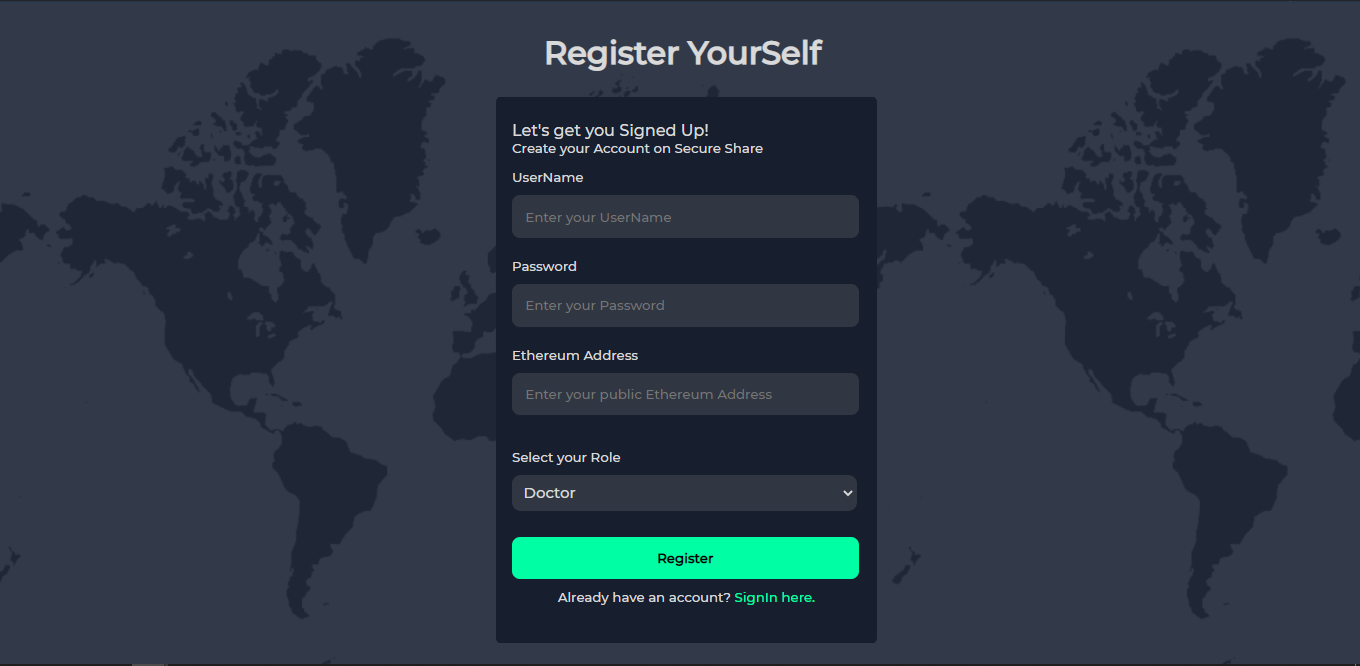 Register YourSelf
Let's get you Signed Up!
Create your Account on Secure Share
UserName
Enter your UserName
Password
Enter your Password
Ethereum Address
Enter your public Ethereum Address
Select your Role
Doctor
Register
Already have an account? SignIn here.